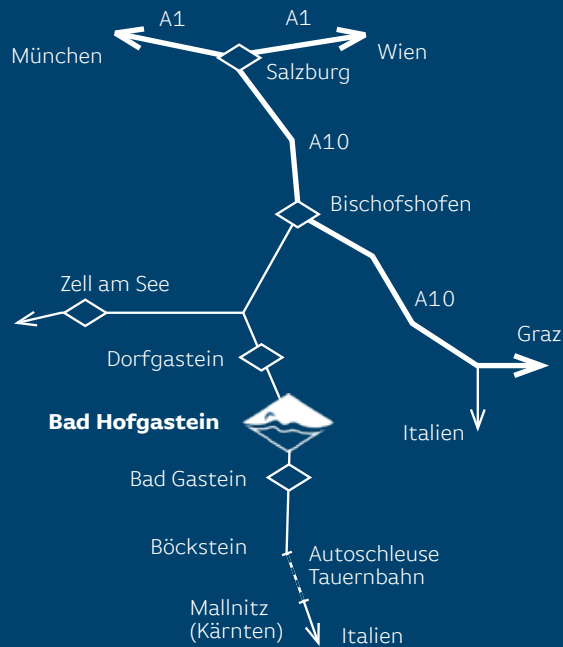 A1
A1
München
Wien
Salzburg
A10
Bischofshofen
Zell am See
A10
Graz
Dorfgastein
Bad Hofgastein
Italien
Bad Gastein
Böckstein
Autoschleuse
Tauernbahn
Mallnitz
(Kärnten)
Italien